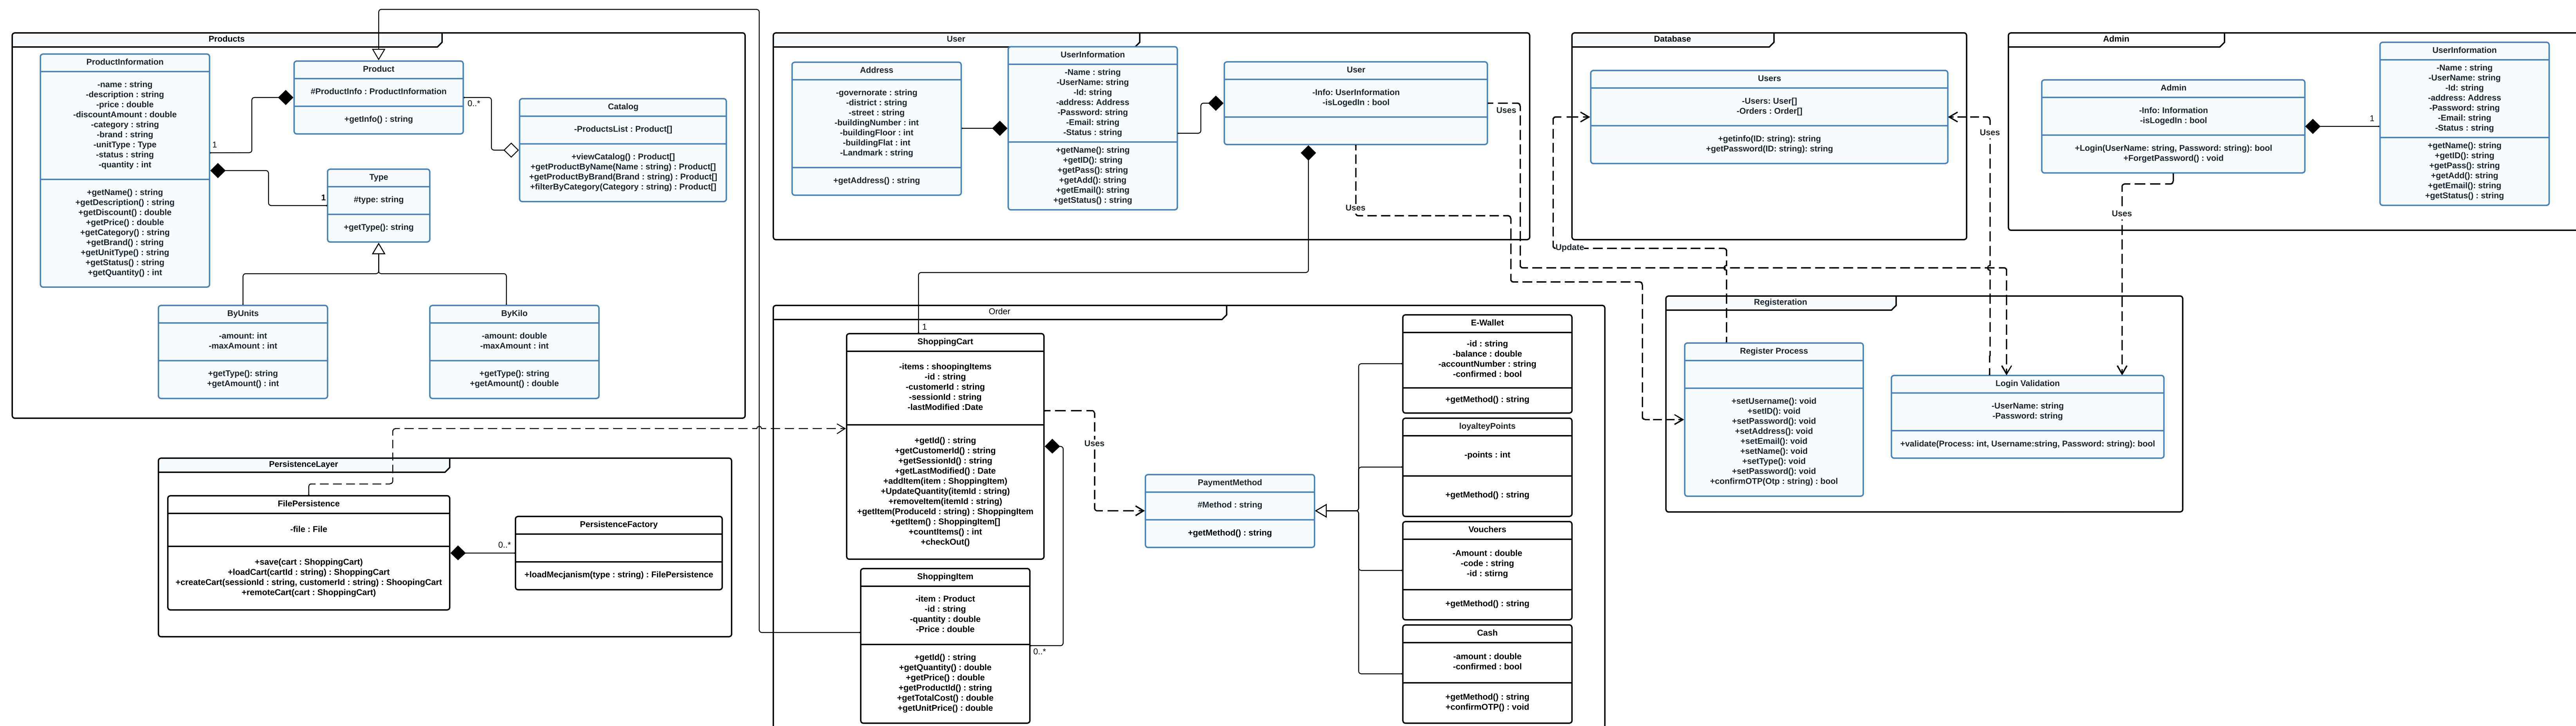 Products
ProductInformation
-name : string
-description : string
-price : double
-discountAmount : double
-category : string
-brand : string
-unitType : Type
-status : string
-quantity : int
+getName() : string
+getDescription() : string
+getDiscount() : double
+getPrice() : double
+getCategory() : string
+getBrand() : string
+getUnitType() : string
+getStatus() : string
+getQuantity() : int
1
Product
#ProductInfo : ProductInformation
+getInfo() : string
0..*
Catalog
-ProductsList : Product[]
+viewCatalog() : Product[]
+getProductByName(Name : string) : Product[]
+getProductByBrand(Brand : string) : Product[]
+filterByCategory(Category : string) : Product[]
1
Type
#type: string
+getType(): string
ByUnits
-amount: int
-maxAmount : int
+getType(): string
+getAmount() : int
ByKilo
-amount: double
-maxAmount : int
+getType(): string
+getAmount() : double
PersistenceLayer
FilePersistence
-file : File
+save(cart : ShoppingCart)
+loadCart(cartId : string) : ShoppingCart
+createCart(sessionId : string, customerId : string) : ShoopingCart
+remoteCart(cart : ShoppingCart)
0..*
PersistenceFactory
+loadMecjanism(type : string) : FilePersistence
User
Address
-governorate : string
-district : string
-street : string
-buildingNumber : int
-buildingFloor : int
-buildingFlat : int
-Landmark : string
+getAddress() : string
UserInformation
-Name : string
-UserName: string
-Id: string
-address: Address
-Password: string
-Email: string
-Status : string
+getName(): string
+getID(): string
+getPass(): string
+getAdd(): string
+getEmail(): string
+getStatus() : string
User
-Info: UserInformation
-isLogedIn : bool
Uses
Uses
Database
Users
-Users: User[]
-Orders : Order[]
+getinfo(ID: string): string
+getPassword(ID: string): string
Update
Uses
Admin
Admin
-Info: Information
-isLogedIn : bool
+Login(UserName: string, Password: string): bool
+ForgetPassword() : void
1
Uses
UserInformation
-Name : string
-UserName: string
-Id: string
-address: Address
-Password: string
-Email: string
-Status : string
+getName(): string
+getID(): string
+getPass(): string
+getAdd(): string
+getEmail(): string
+getStatus() : string
Order
1
ShoppingCart
-items : shoopingItems
-id : string
-customerId : string
-sessionId : string
-lastModified :Date
+getId() : string
+getCustomerId() : string
+getSessionId() : string
+getLastModified() : Date
+addItem(item : ShoppingItem)
+UpdateQuantity(itemId : string)
+removeItem(itemId : string)
+getItem(ProduceId : string) : ShoppingItem
+getItem() : ShoppingItem[]
+countItems() : int
+checkOut()
Uses
ShoppingItem
-item : Product
-id : string
-quantity : double
-Price : double
+getId() : string
+getQuantity() : double
+getPrice() : double
+getProductId() : string
+getTotalCost() : double
+getUnitPrice() : double
0..*
PaymentMethod
#Method : string
+getMethod() : string
E-Wallet
-id : string
-balance : double
-accountNumber : string
-confirmed : bool
+getMethod() : string
loyalteyPoints
-points : int
+getMethod() : string
Vouchers
-Amount : double
-code : string
-id : stirng
+getMethod() : string
Cash
-amount : double
-confirmed : bool
+getMethod() : string
+confirmOTP() : void
Registeration
Register Process
+setUsername(): void
+setID(): void
+setPassword(): void
+setAddress(): void
+setEmail(): void
+setName(): void
+setType(): void
+setPassword(): void
+confirmOTP(Otp : string) : bool
Login Validation
-UserName: string
-Password: string
+validate(Process: int, Username:string, Password: string): bool